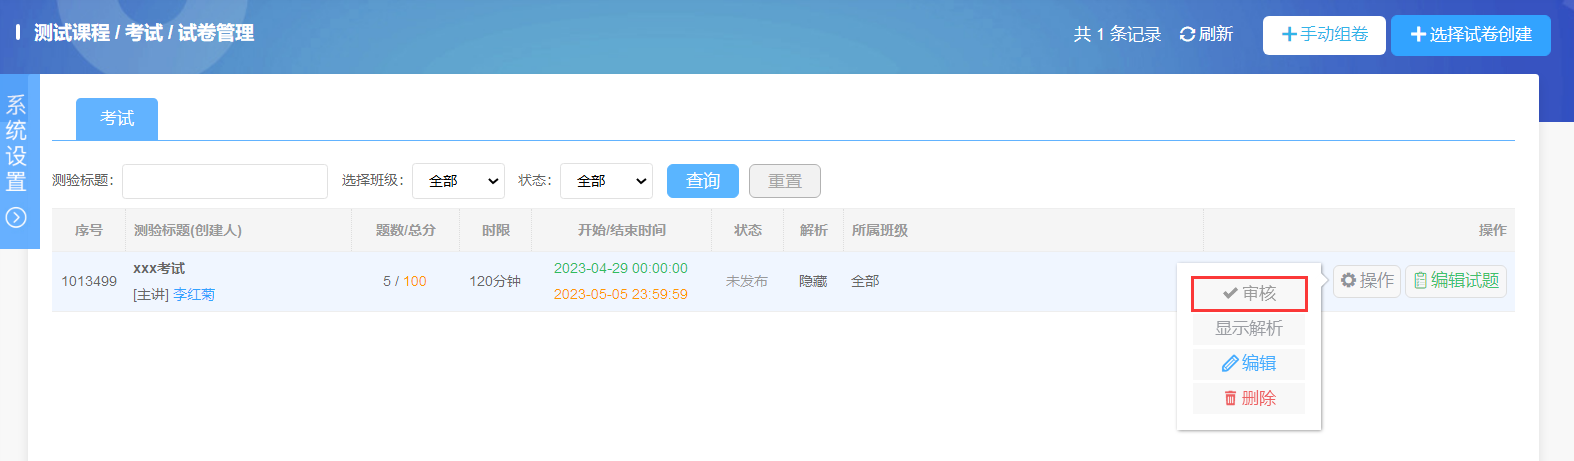 测试课程 / 考试 / 试卷管理
共 1 条记录 刷新 手动组卷 选择试卷创建
系统设置
考试
测验标题: 选择班级: 全部 状态: 全部 查询 重置
序号 测验标题(创建人) 题数/总分 时限 开始/结束时间 状态 解析 所属班级 操作
1013499 xxx考试 5 / 100 120分钟 2023-04-29 00:00:00 未发布 隐藏 全部 操作 编辑试题
[主讲] 李红菊 2023-05-05 23:59:59
审核
显示解析
编辑
删除